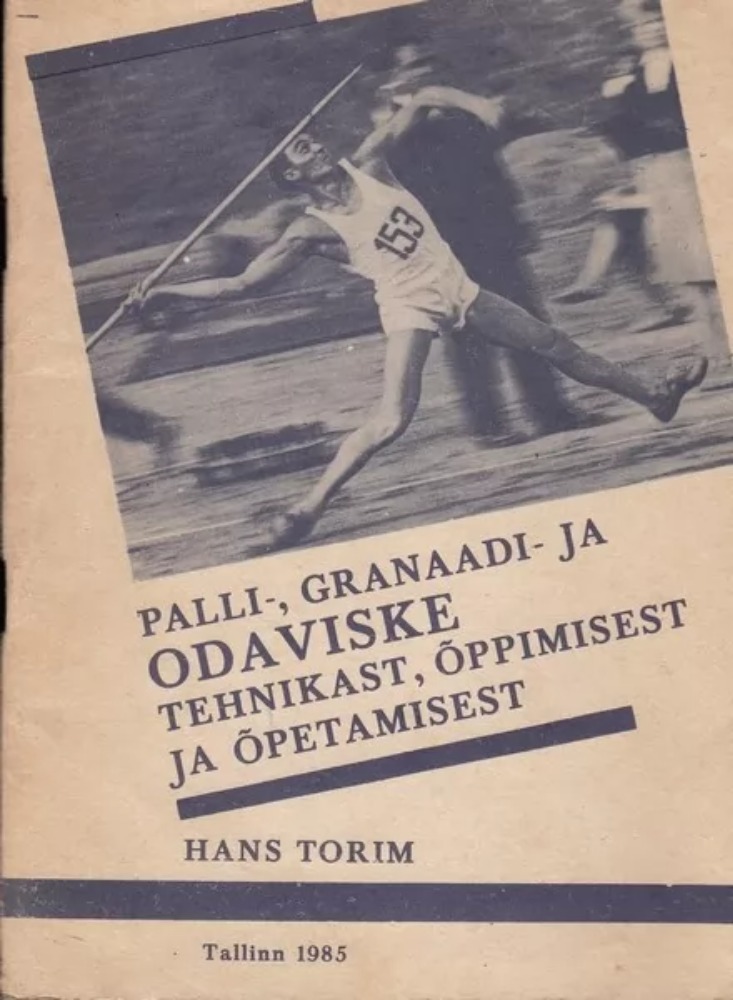 153
PALLI-, GRANAADI- JA
ODAVISKE
TEHNIKAST, ÕPPIMISEST
JA ÕPETAMISEST
HANS TORIM
Tallinn 1985